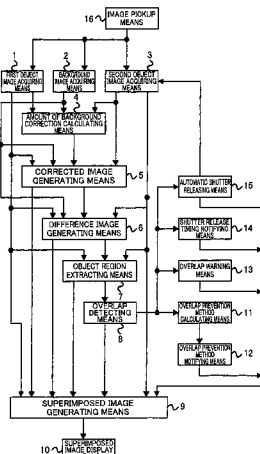 16
IMAGE PICKUP
MEANS
1
2
3
FIRST OBJECT
IMAGE ACQUIRING
MEANS
BACKGROUND
IMAGE ACQUIRING
MEANS
SECOND OBJECT
IMAGE ACQUIRING
MEANS
4
AMOUNT OF BACKGROUND
CORRECTION CALCULATING
MEANS
AUTOMATIC SHUTTER
RELEASING MEANS
15
CORRECTED IMAGE
GENERATING MEANS
5
SHUTTER RELEASE
TIMING NOTIFYING
MEANS
14
DIFFERENCE IMAGE
GENERATING MEANS
6
OVERLAP WARNING
MEANS
13
OBJECT REGION
EXTRACTING MEANS
7
OVERLAP
DETECTING
MEANS
8
OVERLAP PREVENTION
METHOD
CALCULATING MEANS
11
OVERLAP PREVENTION
METHOD
NOTIFYING MEANS
12
SUPERIMPOSED IMAGE
GENERATING MEANS
9
10
SUPERIMPOSED
IMAGE DISPLAY